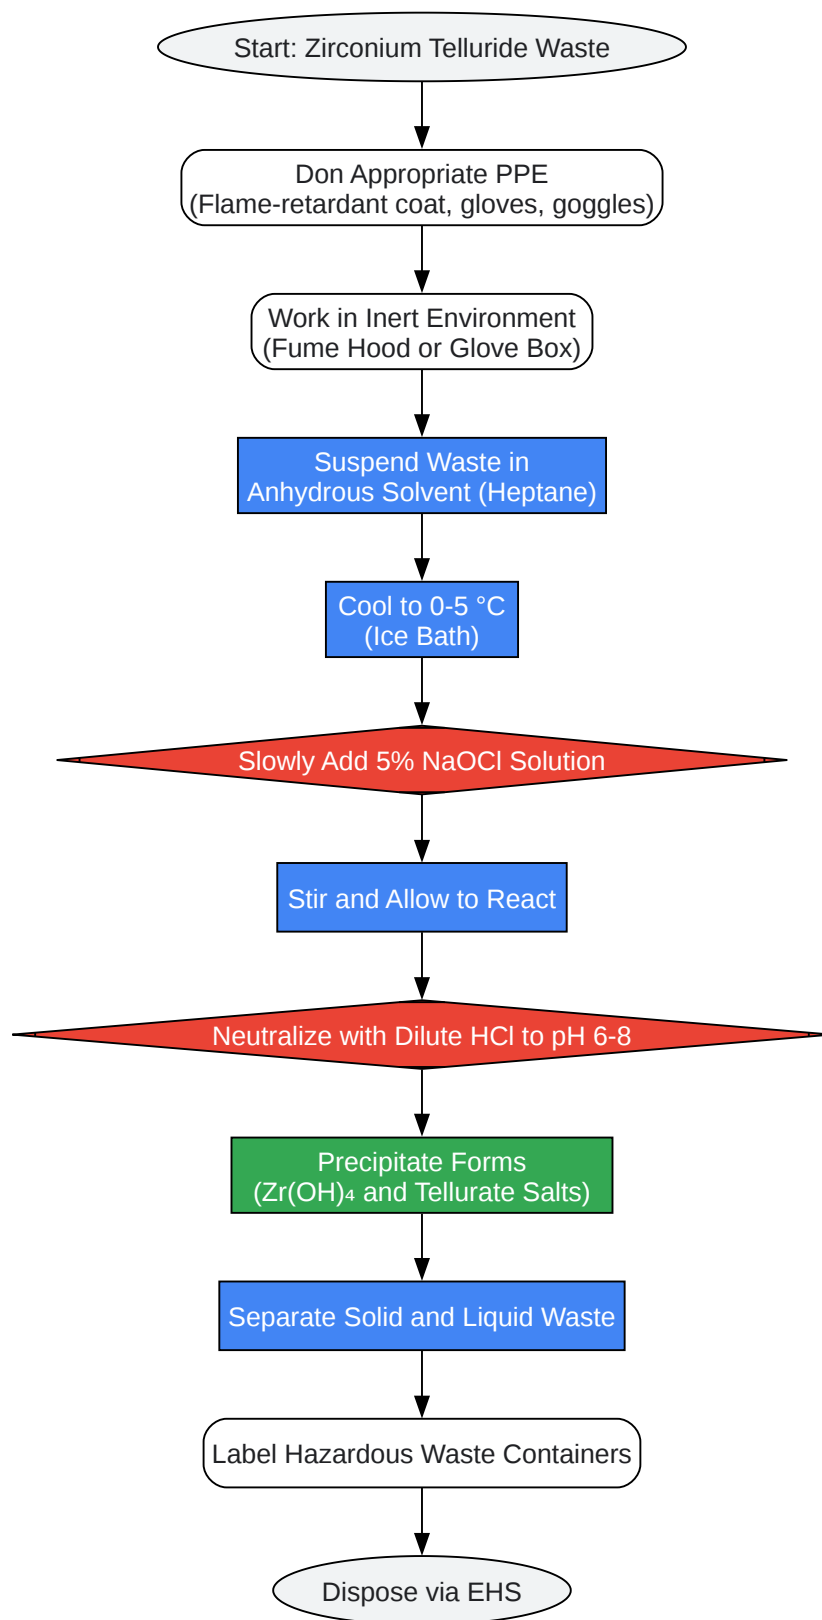 Start: Zirconium Telluride Waste
Don Appropriate PPE
(Flame-retardant coat, gloves, goggles)
Work in Inert Environment
(Fume Hood or Glove Box)
Suspend Waste in
Anhydrous Solvent (Heptane)
Cool to 0-5 °C
(Ice Bath)
Slowly Add 5% NaOCl Solution
Stir and Allow to React
Neutralize with Dilute HCl to pH 6-8
Precipitate Forms
(Zr(OH)₄ and Tellurate Salts)
Separate Solid and Liquid Waste
Label Hazardous Waste Containers
Dispose via EHS